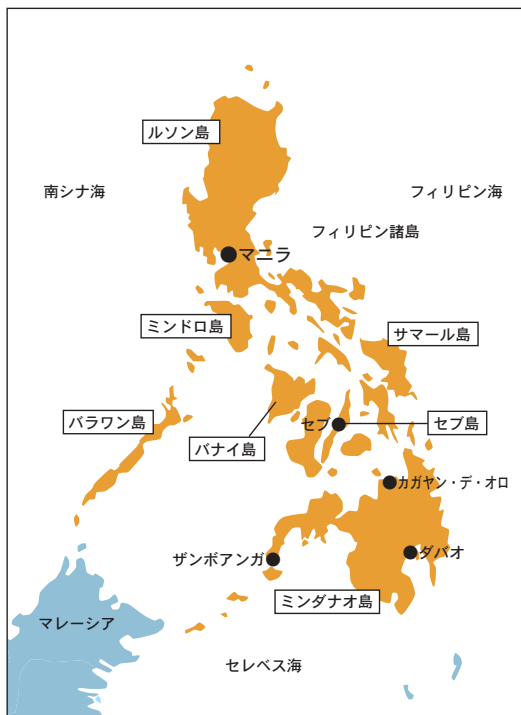 ルソン島
南シナ海
フィリピン海
フィリピン諸島
マニラ
ミンドロ島
サマール島
バラワン島
セブ
セブ島
バナイ島
カガヤン・デ・オロ
ザンボアンガ
ダバオ
ミンダナオ島
マレーシア
セレベス海